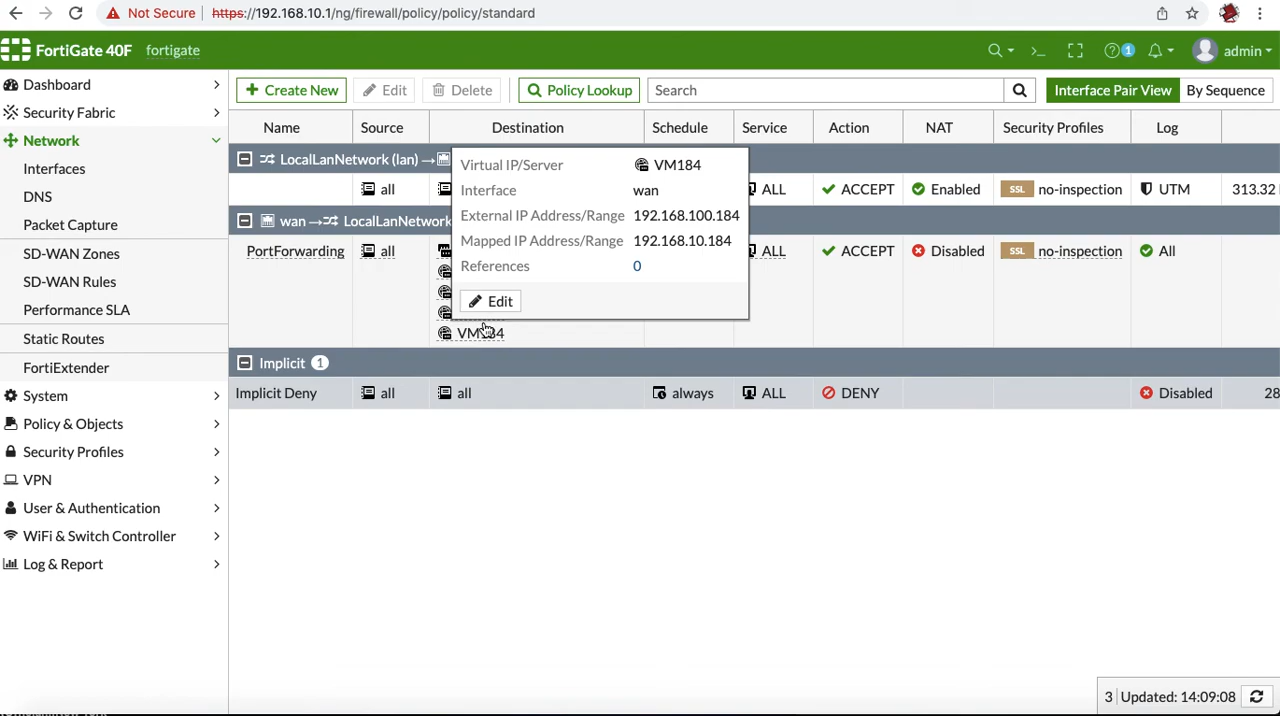 Not Secure https://192.168.10.1/ng/firewall/policy/policy/standard
FortiGate 40F fortigate 1 admin
Dashboard
Security Fabric
Network
Interfaces
DNS
Packet Capture
SD-WAN Zones
SD-WAN Rules
Performance SLA
Static Routes
FortiExtender
System
Policy & Objects
Security Profiles
VPN
User & Authentication
WiFi & Switch Controller
Log & Report
+ Create New Edit Delete Policy Lookup Search Interface Pair View By Sequence
Name Source Destination Schedule Service Action NAT Security Profiles Log
LocalLanNetwork (lan) →
all ALL ACCEPT Enabled SSL no-inspection UTM 313.32
wan → LocalLanNetwork
PortForwarding all ALL ACCEPT Disabled SSL no-inspection All
Virtual IP/Server VM184
Interface wan
External IP Address/Range 192.168.100.184
Mapped IP Address/Range 192.168.10.184
References 0
Edit
VM184
Implicit 1
Implicit Deny all all always ALL DENY Disabled 28
3 Updated: 14:09:08